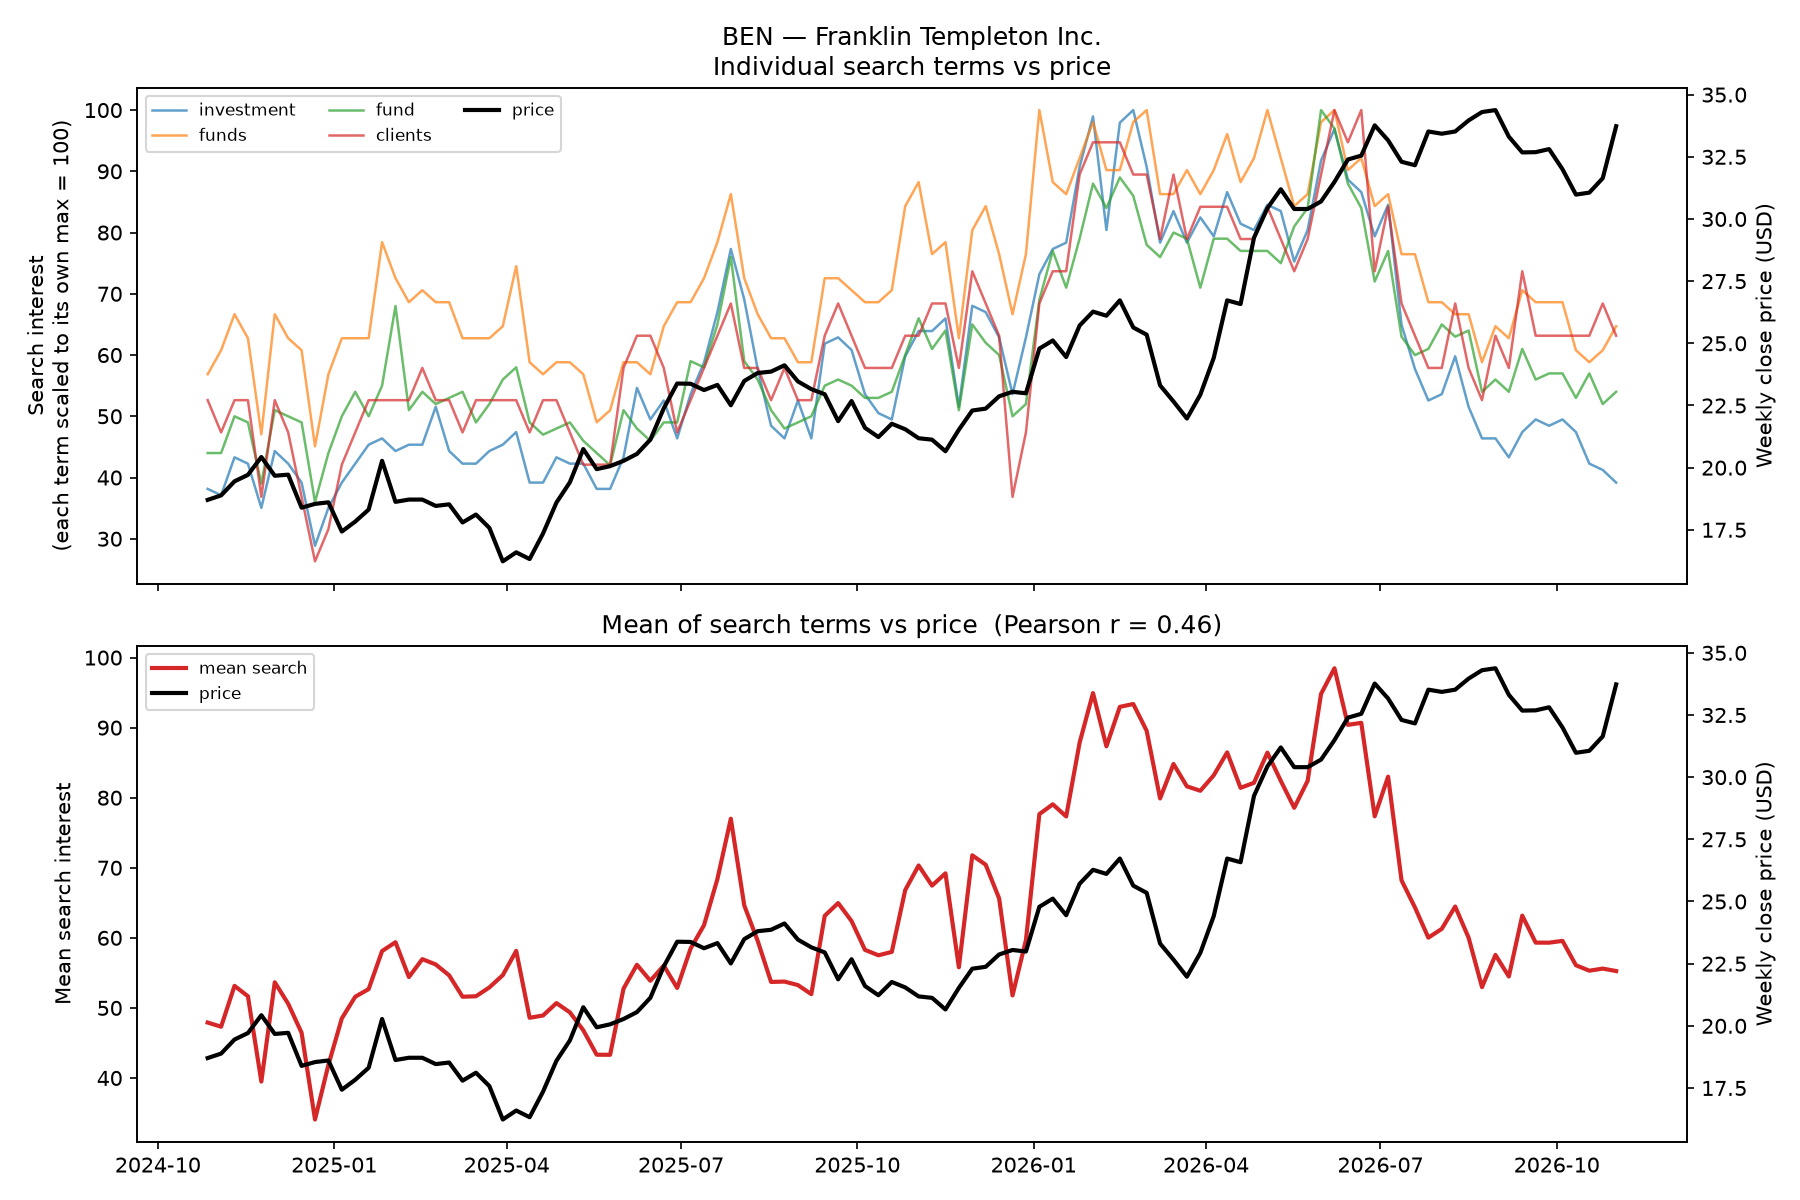 BEN — Franklin Templeton Inc.
Individual search terms vs price
investment
funds
fund
clients
price
Search interest
(each term scaled to its own max = 100)
100
90
80
70
60
50
40
30
35.0
32.5
30.0
27.5
25.0
22.5
20.0
17.5
Weekly close price (USD)
Mean of search terms vs price (Pearson r = 0.46)
mean search
price
Mean search interest
100
90
80
70
60
50
40
35.0
32.5
30.0
27.5
25.0
22.5
20.0
17.5
Weekly close price (USD)
2024-10
2025-01
2025-04
2025-07
2025-10
2026-01
2026-04
2026-07
2026-10